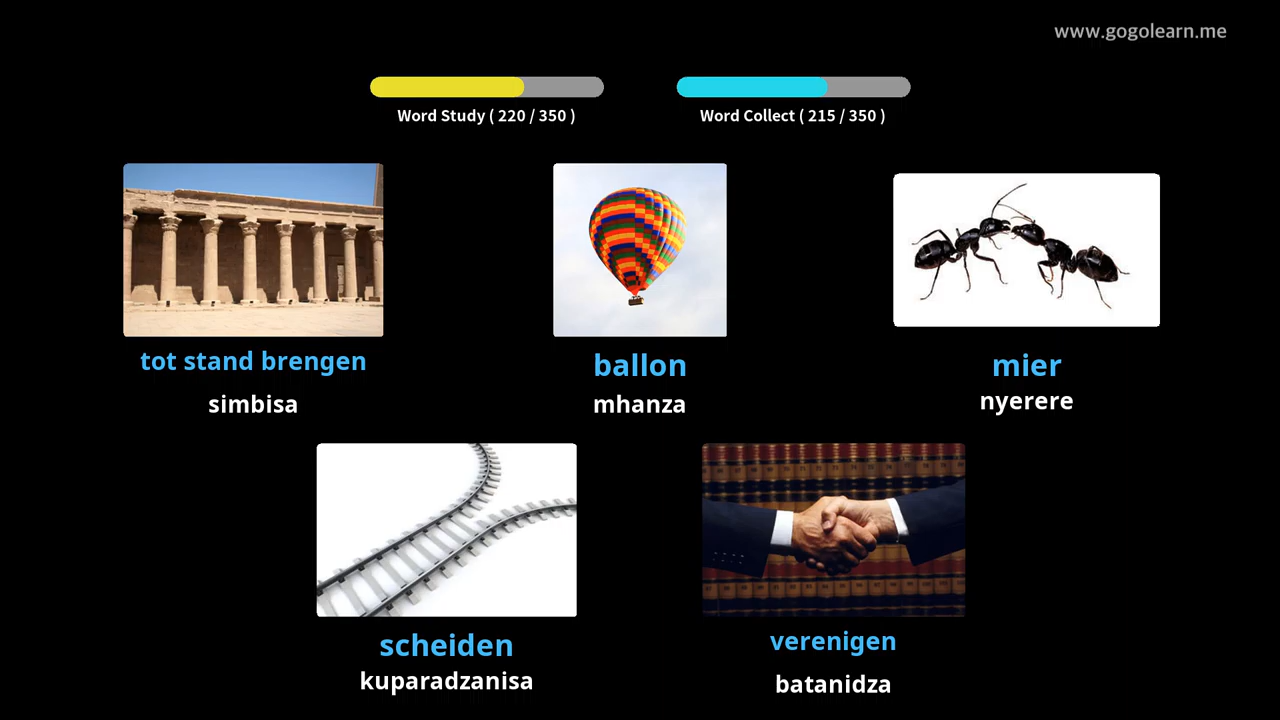 www.gogolearn.me
Word Study ( 220 / 350 )
Word Collect ( 215 / 350 )
tot stand brengen
simbisa
ballon
mhanza
mier
nyerere
scheiden
kuparadzanisa
verenigen
batanidza